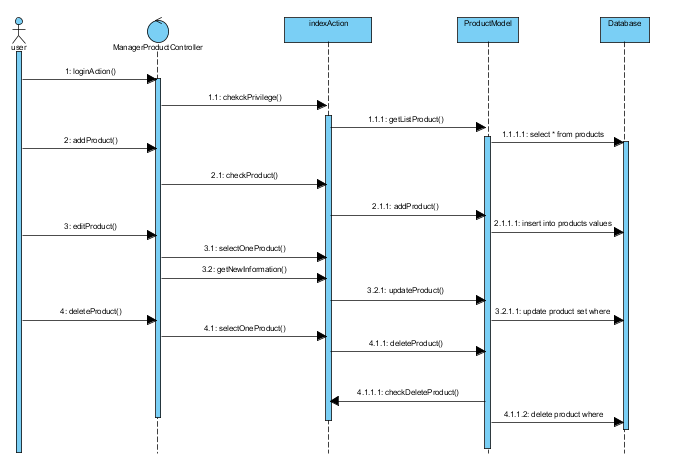 indexAction
ProductModel
Database
user
ManagerProductController
1: loginAction()
1.1: chekckPrivilege()
1.1.1: getListProduct()
1.1.1.1: select * from products
2: addProduct()
2.1: checkProduct()
2.1.1: addProduct()
2.1.1.1: insert into products values
3: editProduct()
3.1: selectOneProduct()
3.2: getNewInformation()
3.2.1: updateProduct()
3.2.1.1: update product set where
4: deleteProduct()
4.1: selectOneProduct()
4.1.1: deleteProduct()
4.1.1.1: checkDeleteProduct()
4.1.1.2: delete product where